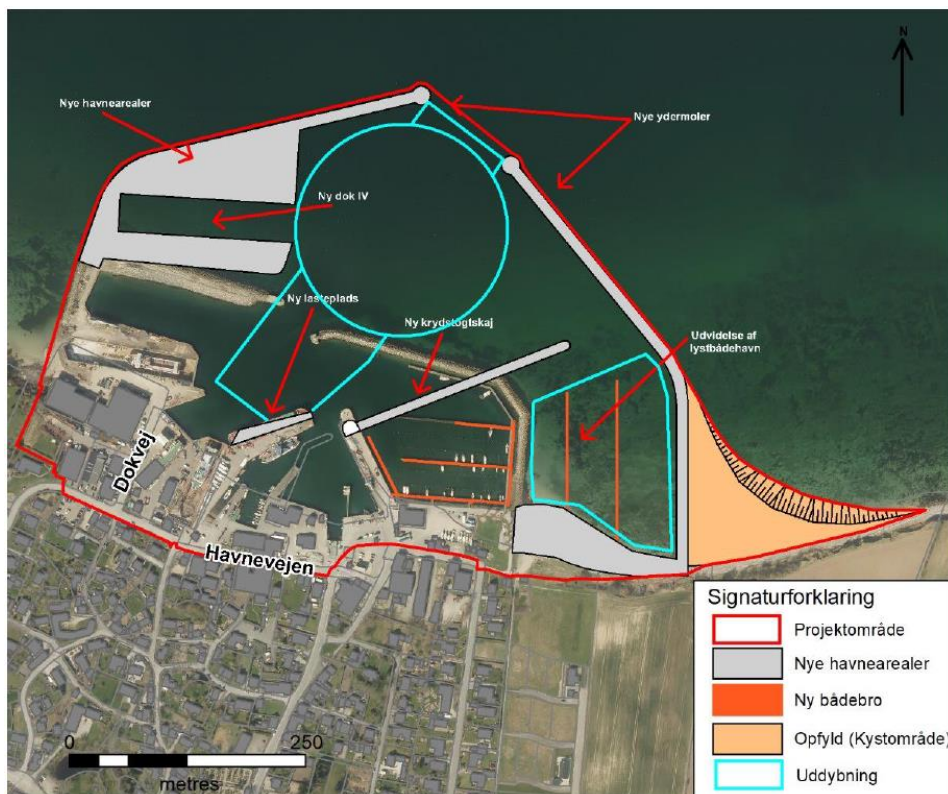 N
Nye havnearealer
Nye ydermoler
Ny dok IV
Ny lasteplads
Ny krydstogtskaj
Udvidelse af
lystbådehavn
Dokvej
Havnevejen
0
250
metres
Signaturforklaring
Projektområde
Nye havnearealer
Ny bådebro
Opfyld (Kystområde)
Uddybning